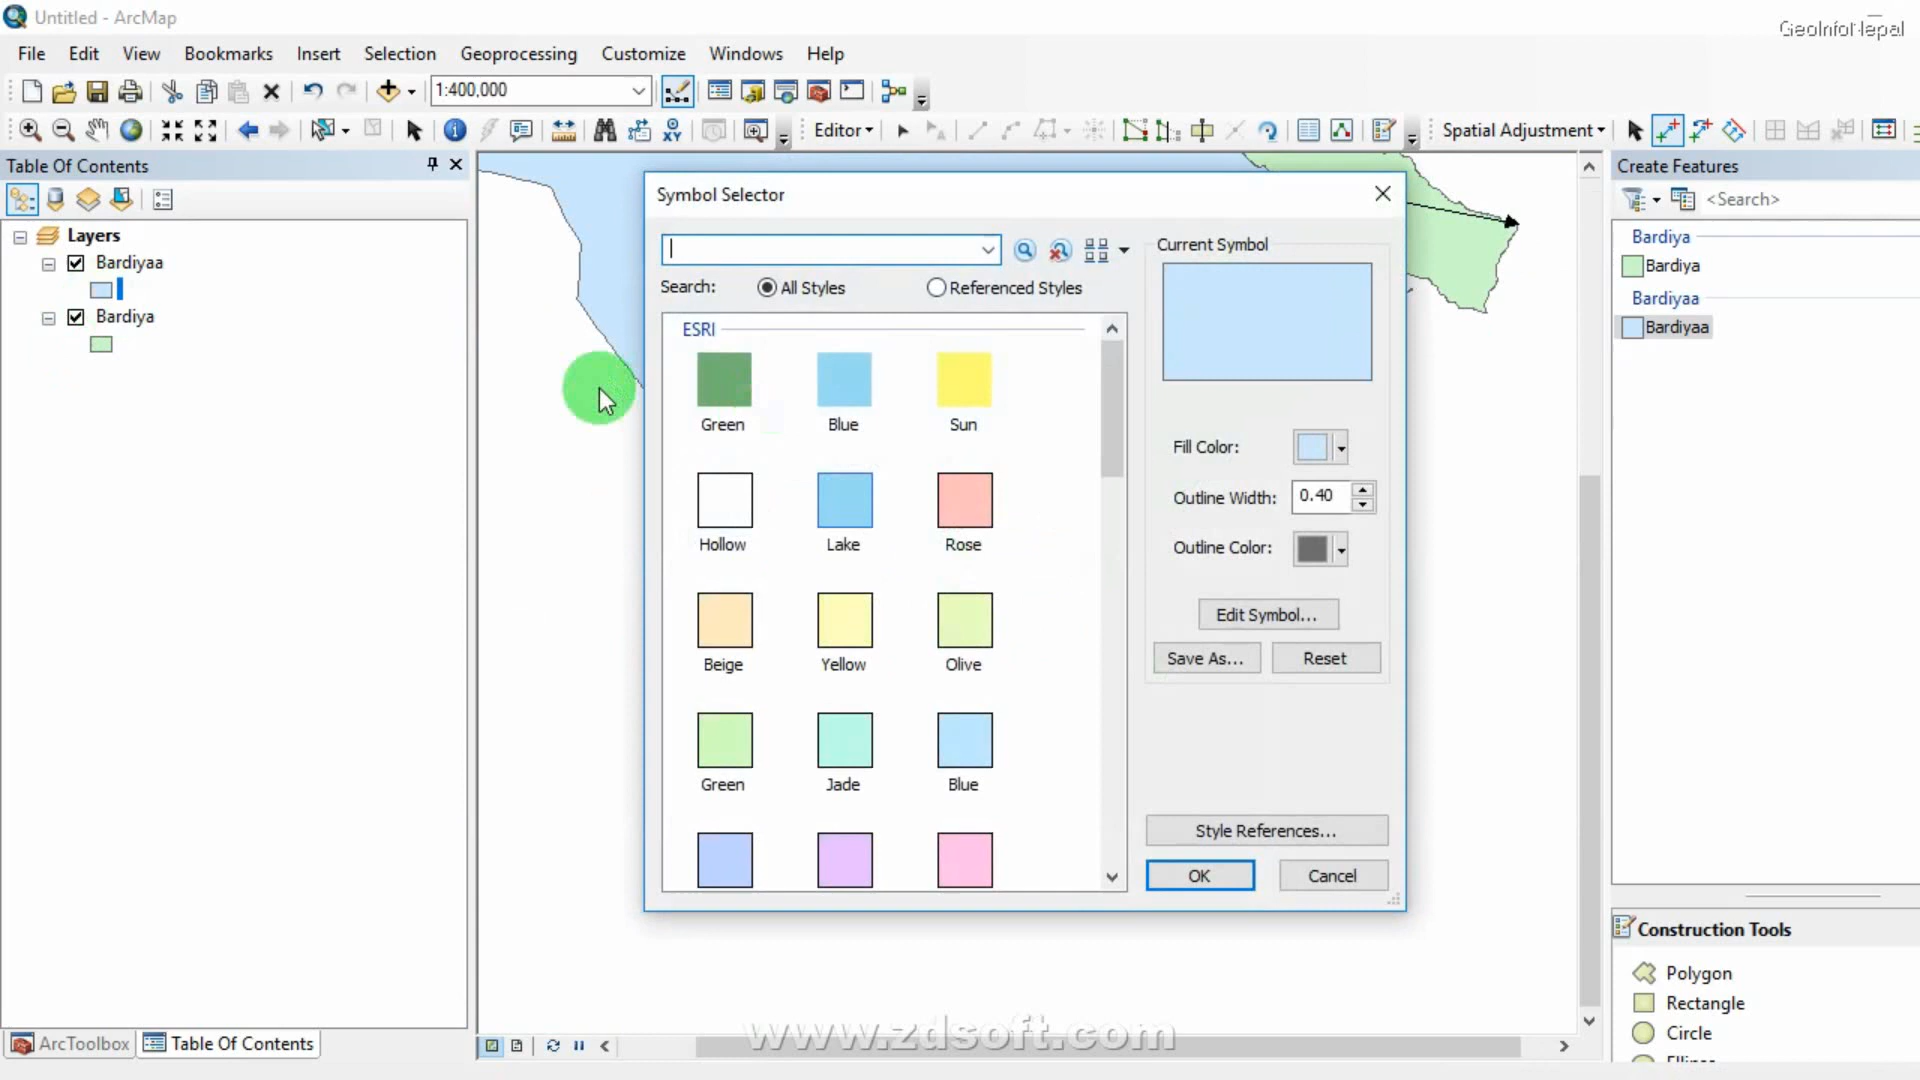 Untitled - ArcMap
GeoInfoNepal
File Edit View Bookmarks Insert Selection Geoprocessing Customize Windows Help
1:400,000
XY
Editor
Spatial Adjustment
Table Of Contents
Layers
Bardiyaa
Bardiya
Symbol Selector
Search: All Styles Referenced Styles
ESRI
Green Blue Sun
Hollow Lake Rose
Beige Yellow Olive
Green Jade Blue
Current Symbol
Fill Color:
Outline Width: 0.40
Outline Color:
Edit Symbol...
Save As... Reset
Style References...
OK Cancel
Create Features
<Search>
Bardiya
Bardiya
Bardiyaa
Bardiyaa
Construction Tools
Polygon
Rectangle
Circle
Ellipse
ArcToolbox Table Of Contents
www.zdsoft.com